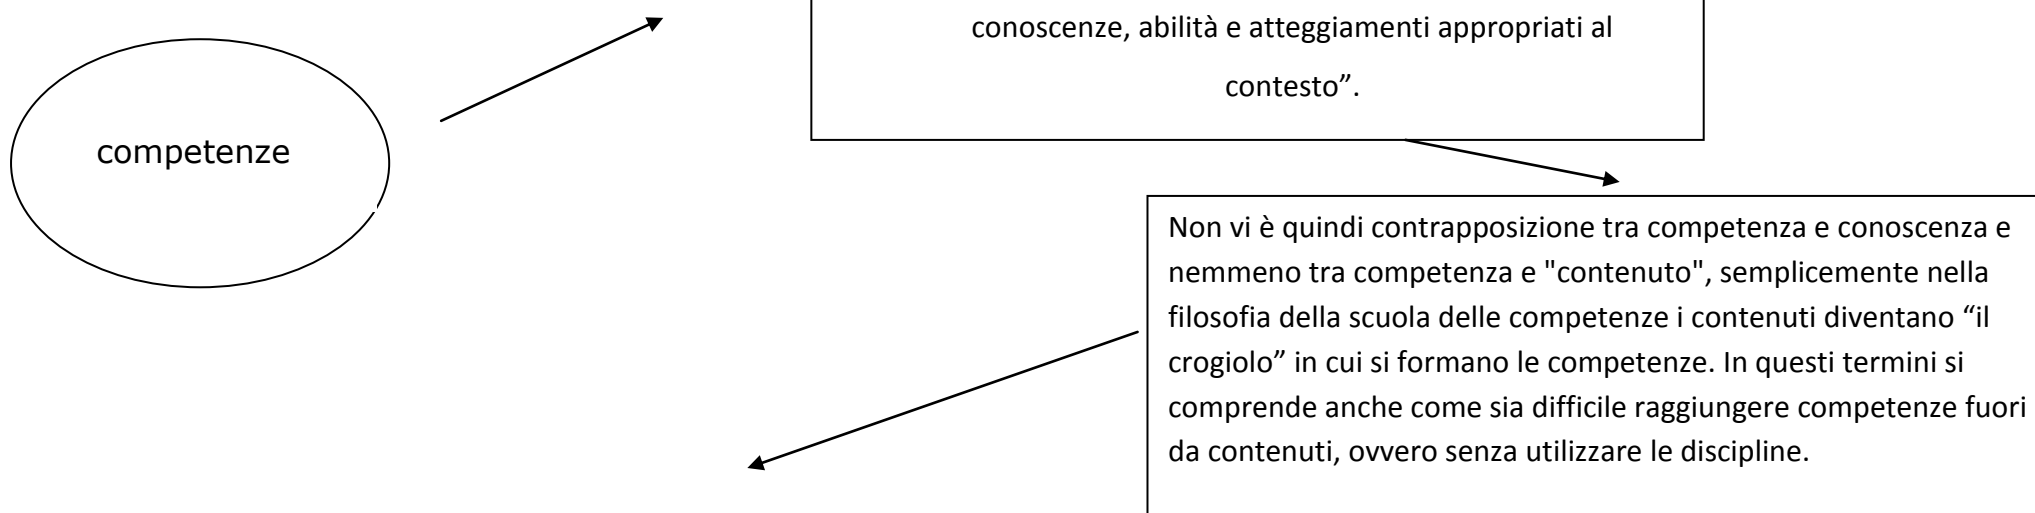 conoscenze, abilità e atteggiamenti appropriati al
contesto”.
competenze
Non vi è quindi contrapposizione tra competenza e conoscenza e
nemmeno tra competenza e "contenuto", semplicemente nella
filosofia della scuola delle competenze i contenuti diventano “il
crogiolo” in cui si formano le competenze. In questi termini si
comprende anche come sia difficile raggiungere competenze fuori
da contenuti, ovvero senza utilizzare le discipline.